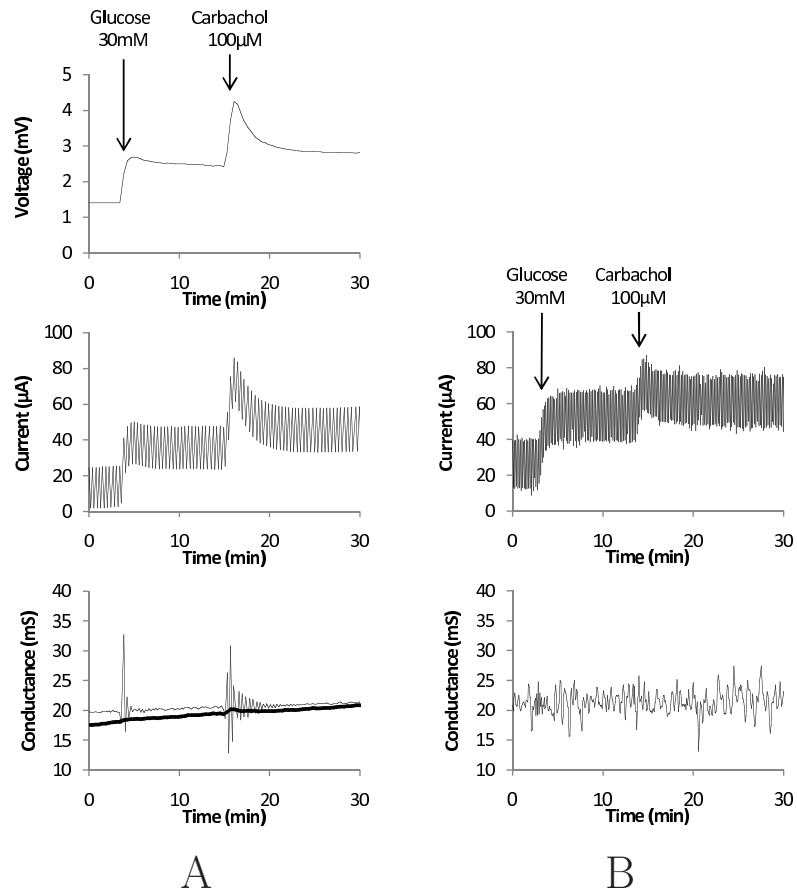 Glucose
30mM
Carbachol
100µM
Voltage (mV)
5
4
3
2
1
0
0 10 20 30
Time (min)
Current (µA)
100
80
60
40
20
0
0 10 20 30
Time (min)
Conductance (mS)
40
35
30
25
20
15
10
0 10 20 30
Time (min)
A
Glucose
30mM
Carbachol
100µM
Current (µA)
100
80
60
40
20
0
0 10 20 30
Time (min)
Conductance (mS)
40
35
30
25
20
15
10
0 10 20 30
Time (min)
B